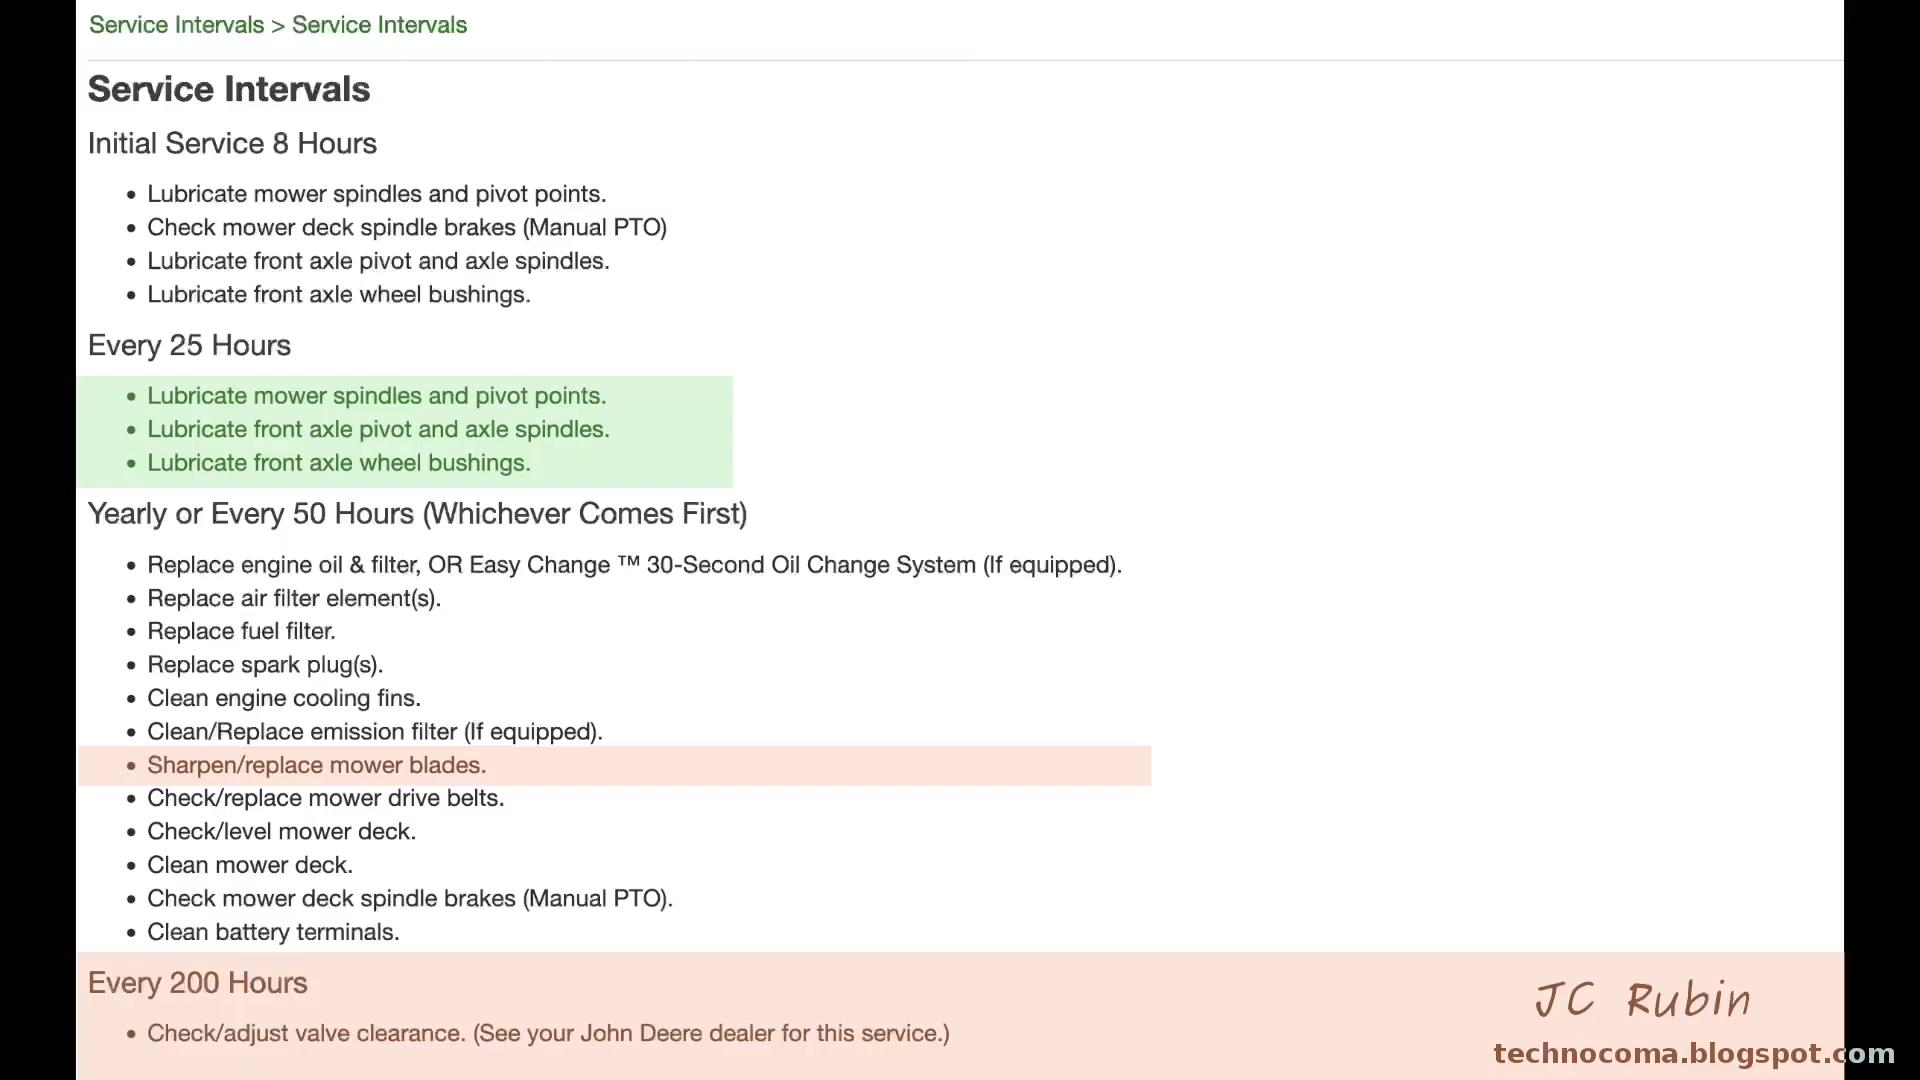 Service Intervals > Service Intervals
Service Intervals
Initial Service 8 Hours
• Lubricate mower spindles and pivot points.
• Check mower deck spindle brakes (Manual PTO)
• Lubricate front axle pivot and axle spindles.
• Lubricate front axle wheel bushings.
Every 25 Hours
• Lubricate mower spindles and pivot points.
• Lubricate front axle pivot and axle spindles.
• Lubricate front axle wheel bushings.
Yearly or Every 50 Hours (Whichever Comes First)
• Replace engine oil & filter, OR Easy Change ™ 30-Second Oil Change System (If equipped).
• Replace air filter element(s).
• Replace fuel filter.
• Replace spark plug(s).
• Clean engine cooling fins.
• Clean/Replace emission filter (If equipped).
• Sharpen/replace mower blades.
• Check/replace mower drive belts.
• Check/level mower deck.
• Clean mower deck.
• Check mower deck spindle brakes (Manual PTO).
• Clean battery terminals.
Every 200 Hours
• Check/adjust valve clearance. (See your John Deere dealer for this service.)
JC Rubin
technocoma.blogspot.com